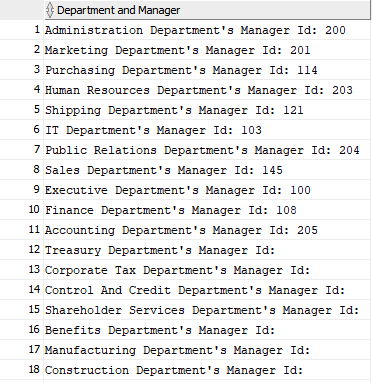 Department and Manager
1 Administration Department's Manager Id: 200
2 Marketing Department's Manager Id: 201
3 Purchasing Department's Manager Id: 114
4 Human Resources Department's Manager Id: 203
5 Shipping Department's Manager Id: 121
6 IT Department's Manager Id: 103
7 Public Relations Department's Manager Id: 204
8 Sales Department's Manager Id: 145
9 Executive Department's Manager Id: 100
10 Finance Department's Manager Id: 108
11 Accounting Department's Manager Id: 205
12 Treasury Department's Manager Id:
13 Corporate Tax Department's Manager Id:
14 Control And Credit Department's Manager Id:
15 Shareholder Services Department's Manager Id:
16 Benefits Department's Manager Id:
17 Manufacturing Department's Manager Id:
18 Construction Department's Manager Id: